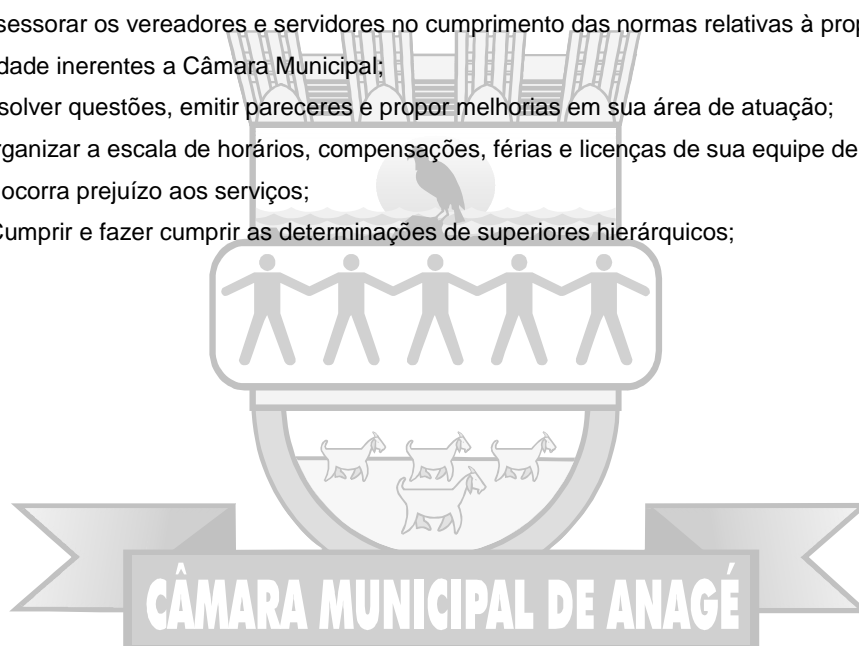 sessorar os vereadores e servidores no cumprimento das normas relativas à prop
dade inerentes a Câmara Municipal;
solver questões, emitir pareceres e propor melhorias em sua área de atuação;
rganizar a escala de horários, compensações, férias e licenças de sua equipe de
ocorra prejuízo aos serviços;
Cumprir e fazer cumprir as determinações de superiores hierárquicos;
CÂMARA MUNICIPAL DE ANAGÉ